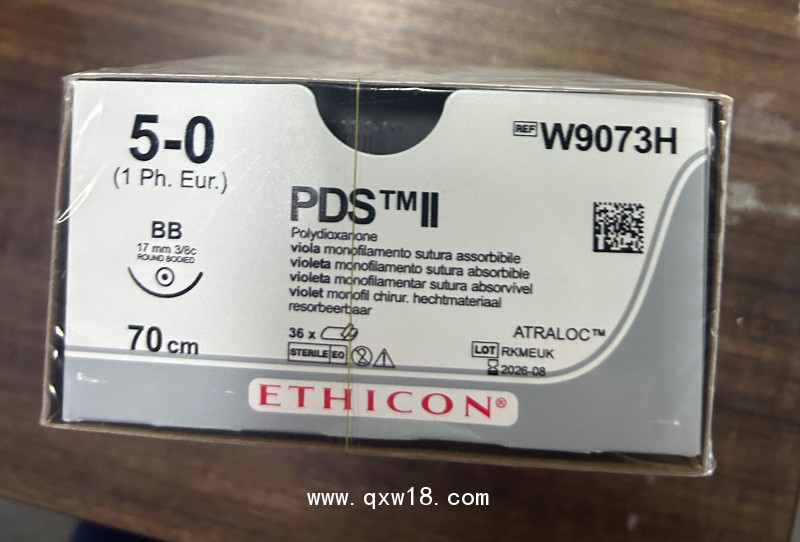 5-0
(1 Ph. Eur.)
BB
17 mm 3/8c
ROUND BODIED
70 cm
PDS™II
Polydioxanone
viola monofilamento sutura assorbibile
violeta monofilamento sutura absorbible
violeta monofilamentar sutura absorvível
violet monofil chirur. hechtmateriaal
resorbeerbaar
36 x
STERILE EO
REF W9073H
ATRALOC™
LOT RKMEUK
2026-08
ETHICON®
www.qxw18.com